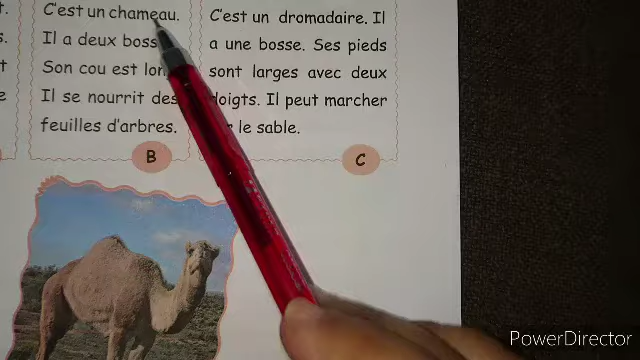 t.
s.
t
e
C'est un chameau.
Il a deux boss
Son cou est lon
Il se nourrit des
feuilles d'arbres.
B
C'est un dromadaire. Il
a une bosse. Ses pieds
sont larges avec deux
doigts. Il peut marcher
le sable.
C
PowerDirector